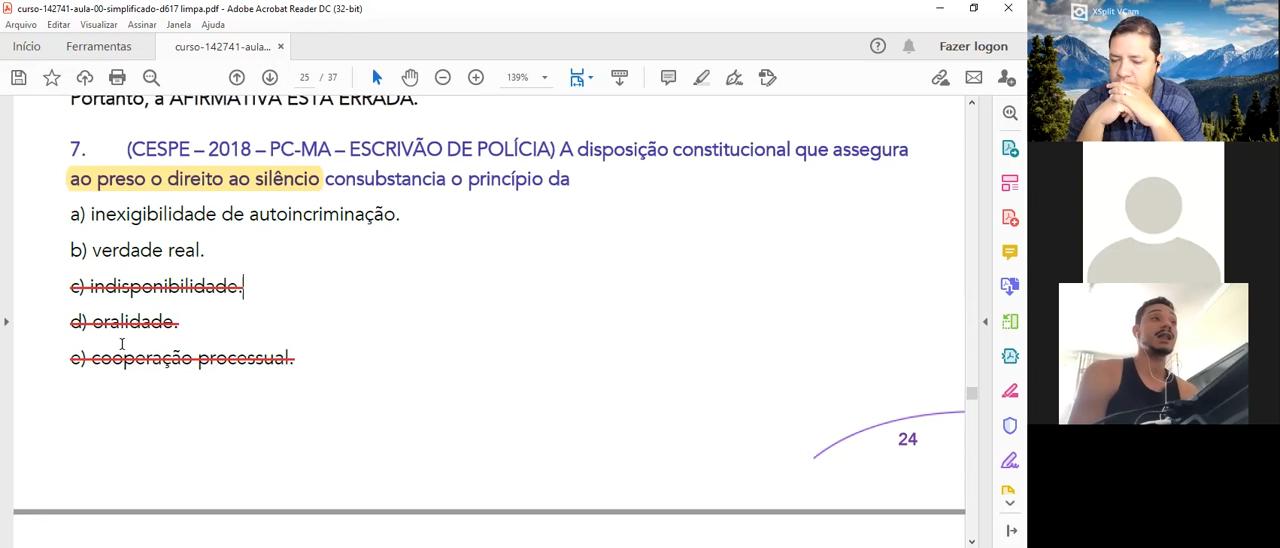 curso-142741-aula-00-simplificado-d617 limpa.pdf - Adobe Acrobat Reader DC (32-bit)
Arquivo Editar Visualizar Assinar Janela Ajuda
Início Ferramentas curso-142741-aula... × Fazer logon
25 / 37 139%
Portanto, a AFIRMATIVA ESTÁ ERRADA.
7. (CESPE – 2018 – PC-MA – ESCRIVÃO DE POLÍCIA) A disposição constitucional que assegura
ao preso o direito ao silêncio consubstancia o princípio da
a) inexigibilidade de autoincriminação.
b) verdade real.
c) indisponibilidade.
d) oralidade.
e) cooperação processual.
24
XSplit VCam